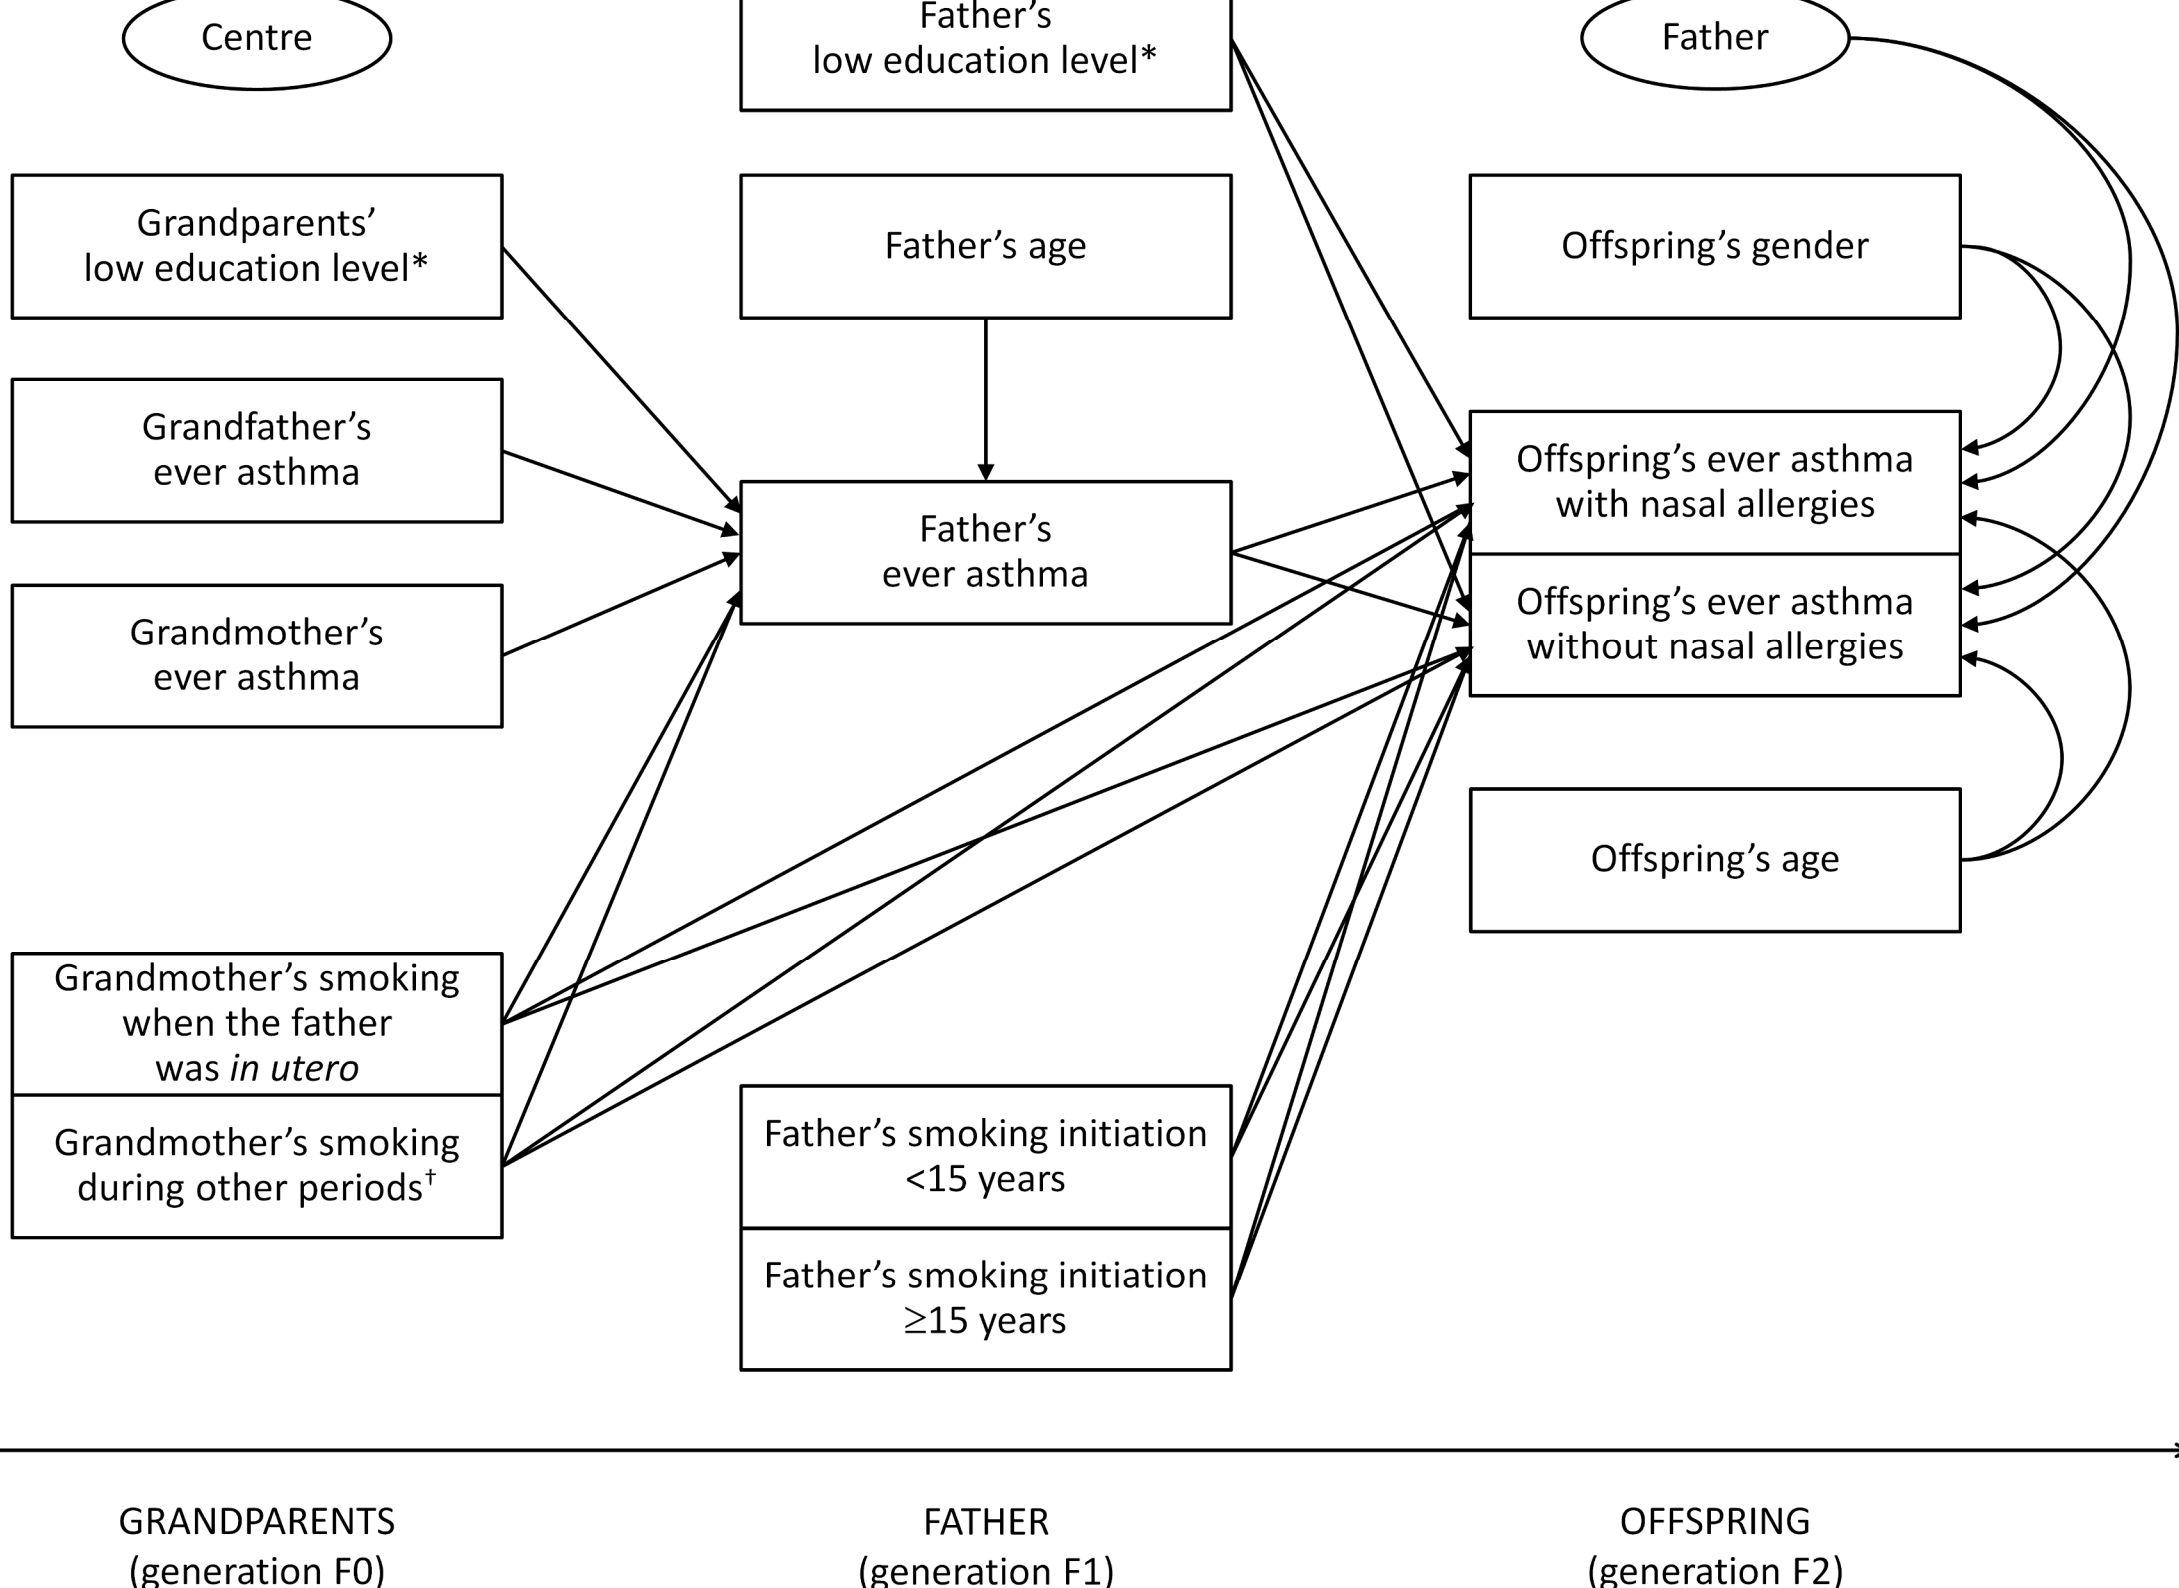 Centre
Father's
low education level*
Father
Grandparents’
low education level*
Father’s age
Offspring’s gender
Grandfather’s
ever asthma
Father’s
ever asthma
Offspring’s ever asthma
with nasal allergies
Offspring’s ever asthma
without nasal allergies
Grandmother’s
ever asthma
Offspring’s age
Grandmother’s smoking
when the father
was in utero
Grandmother’s smoking
during other periods†
Father’s smoking initiation
<15 years
Father’s smoking initiation
≥15 years
GRANDPARENTS
(generation F0)
FATHER
(generation F1)
OFFSPRING
(generation F2)